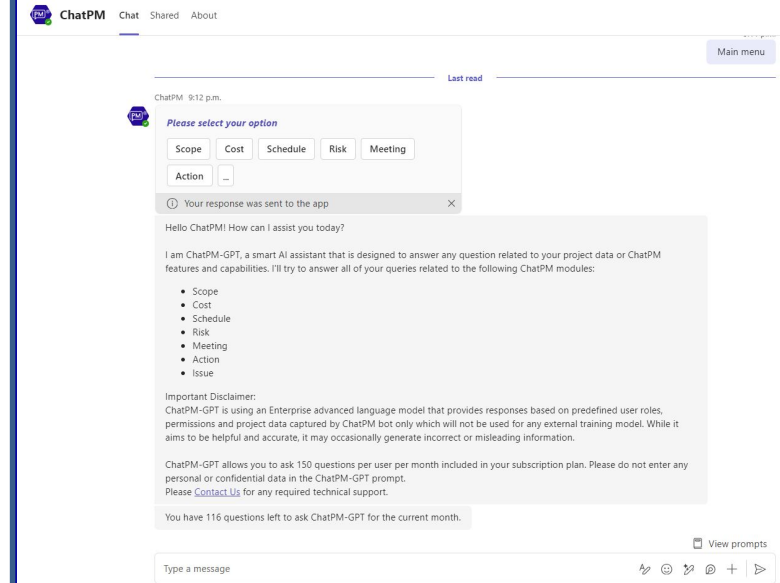 ChatPM Chat Shared About
Main menu
Last read
ChatPM 9:12 p.m.
PM
Please select your option
Scope Cost Schedule Risk Meeting
Action ...
Your response was sent to the app
Hello ChatPM! How can I assist you today?
I am ChatPM-GPT, a smart AI assistant that is designed to answer any question related to your project data or ChatPM
features and capabilities. I'll try to answer all of your queries related to the following ChatPM modules:
Scope
Cost
Schedule
Risk
Meeting
Action
Issue
Important Disclaimer:
ChatPM-GPT is using an Enterprise advanced language model that provides responses based on predefined user roles,
permissions and project data captured by ChatPM bot only which will not be used for any external training model. While it
aims to be helpful and accurate, it may occasionally generate incorrect or misleading information.
ChatPM-GPT allows you to ask 150 questions per user per month included in your subscription plan. Please do not enter any
personal or confidential data in the ChatPM-GPT prompt.
Please Contact Us for any required technical support.
You have 116 questions left to ask ChatPM-GPT for the current month.
View prompts
Type a message